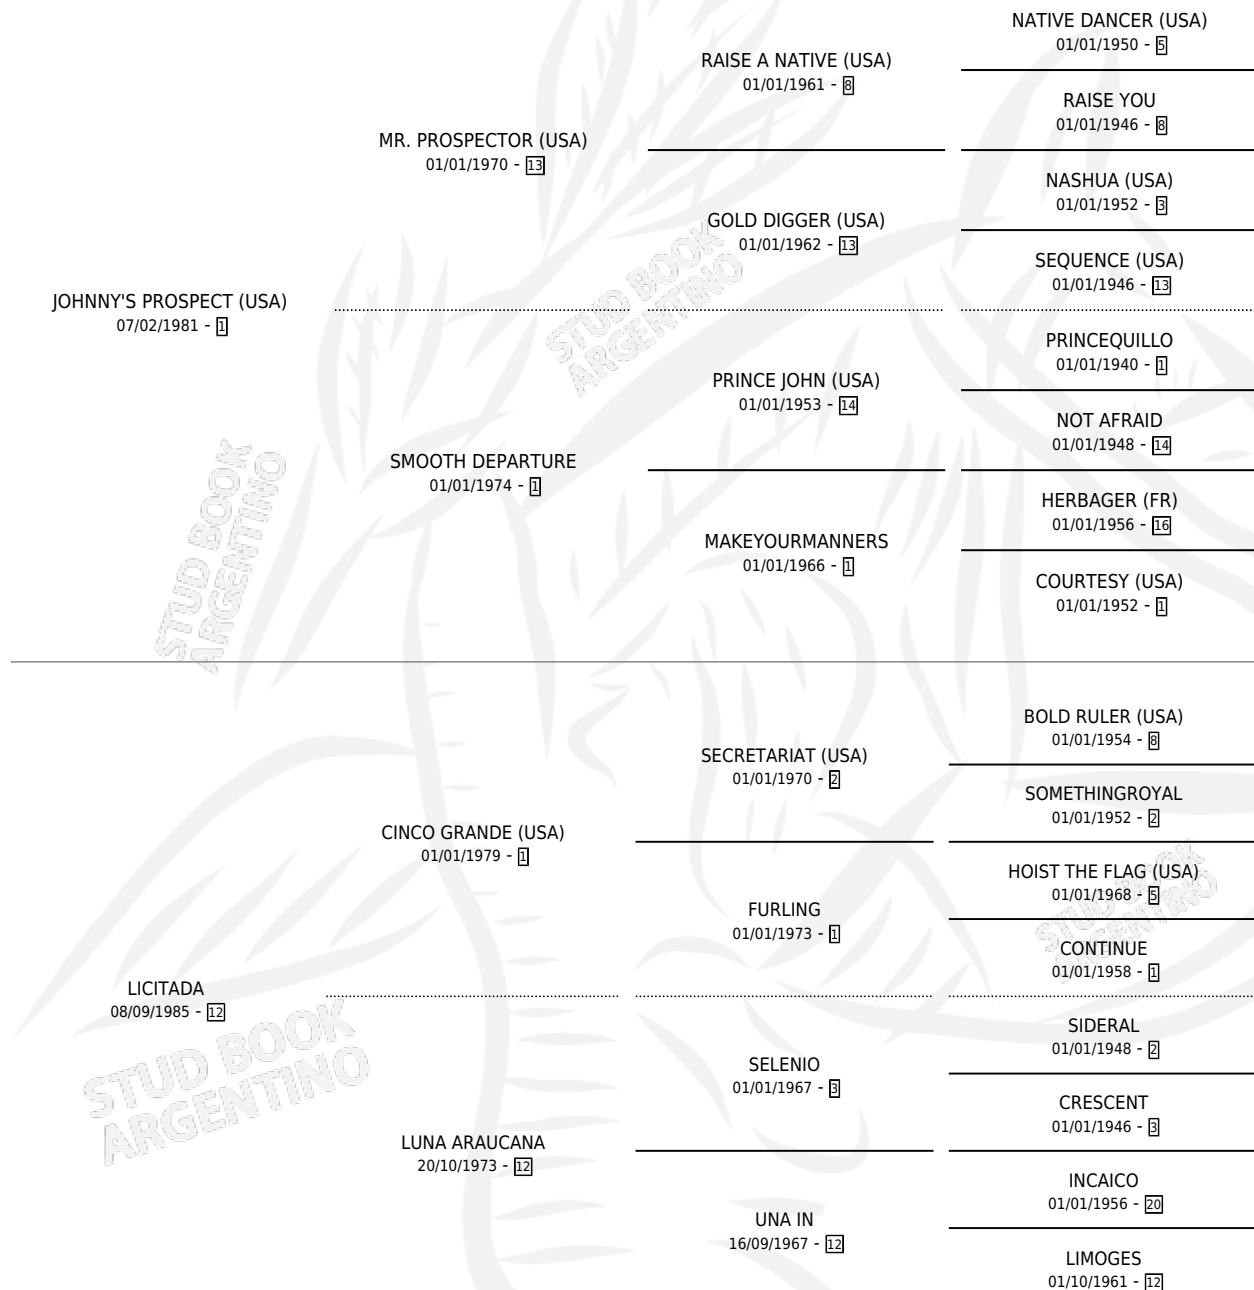 NATIVE DANCER (USA)
01/01/1950 - 5
RAISE A NATIVE (USA)
01/01/1961 - 8
RAISE YOU
01/01/1946 - 8
MR. PROSPECTOR (USA)
01/01/1970 - 13
NASHUA (USA)
01/01/1952 - 3
GOLD DIGGER (USA)
01/01/1962 - 13
SEQUENCE (USA)
01/01/1946 - 13
JOHNNY'S PROSPECT (USA)
07/02/1981 - 1
STUD BOOK
ARGENTINO
PRINCEQUILLO
01/01/1940 - 1
PRINCE JOHN (USA)
01/01/1953 - 14
NOT AFRAID
01/01/1948 - 14
SMOOTH DEPARTURE
01/01/1974 - 1
HERBAGER (FR)
01/01/1956 - 16
MAKEYOURMANNERS
01/01/1966 - 1
COURTESY (USA)
01/01/1952 - 1
STUD BOOK
ARGENTINO
BOLD RULER (USA)
01/01/1954 - 8
SECRETARIAT (USA)
01/01/1970 - 2
SOMETHINGROYAL
01/01/1952 - 2
CINCO GRANDE (USA)
01/01/1979 - 1
HOIST THE FLAG (USA)
01/01/1968 - 5
STUD BOOK
ARGENTINO
FURLING
01/01/1973 - 1
CONTINUE
01/01/1958 - 1
LICITADA
08/09/1985 - 12
SIDERAL
01/01/1948 - 2
SELENIO
01/01/1967 - 3
CRESCENT
01/01/1946 - 3
STUD BOOK
ARGENTINO
LUNA ARAUCANA
20/10/1973 - 12
INCAICO
01/01/1956 - 20
UNA IN
16/09/1967 - 12
LIMOGES
01/10/1961 - 12